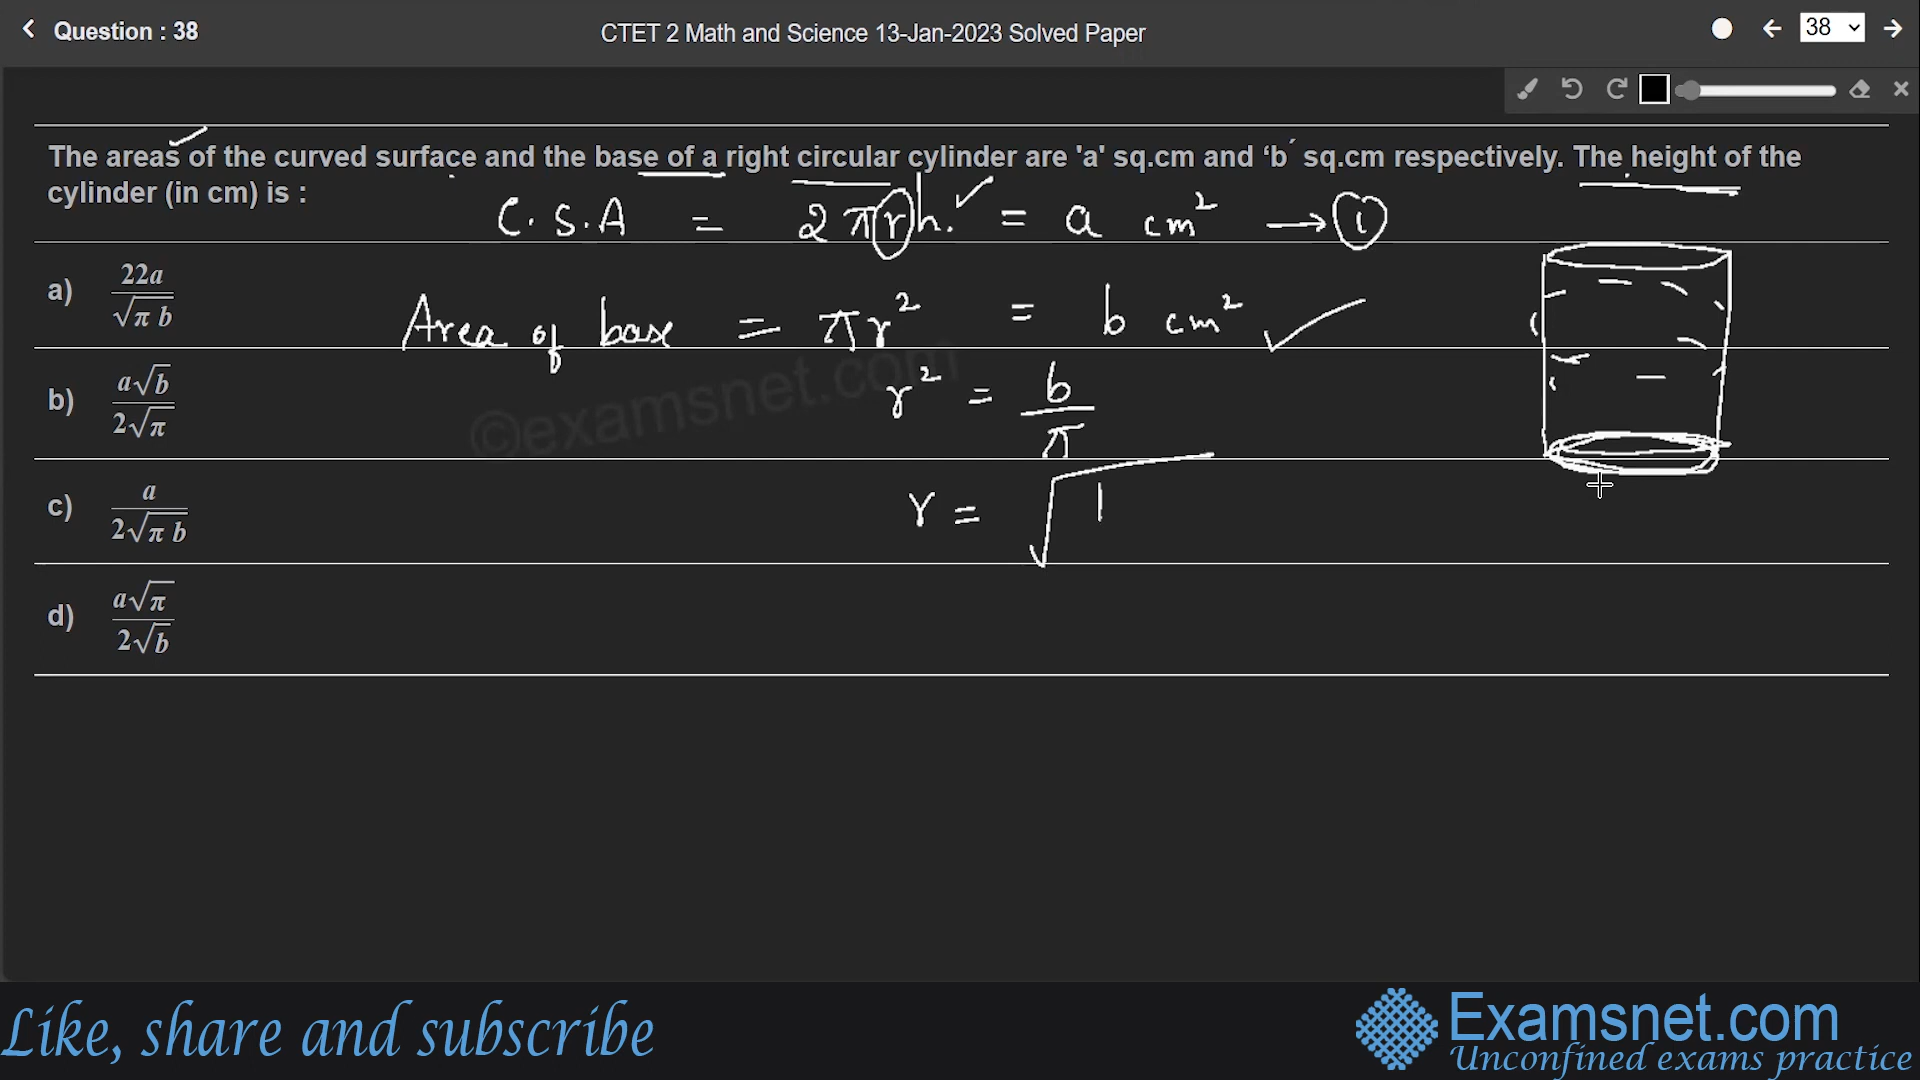 Question : 38
CTET 2 Math and Science 13-Jan-2023 Solved Paper
38
The areas of the curved surface and the base of a right circular cylinder are 'a' sq.cm and ‘b´ sq.cm respectively. The height of the
cylinder (in cm) is :
C.S.A = 2πrh. = a cm² → ①
a) 22a/√(π b)
Area of base = πr² = b cm²
©examsnet.com
r² = b/π
b) a√b/2√π
c) a/2√(π b)
r = √
d) a√π/2√b
Like, share and subscribe
Examsnet.com
Unconfined exams practice